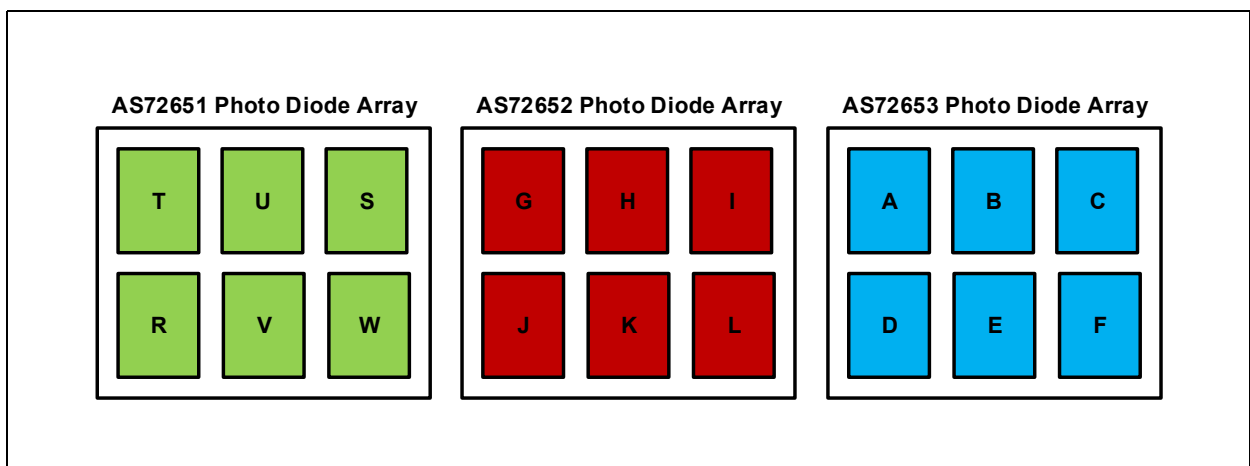 AS72651 Photo Diode Array
AS72652 Photo Diode Array
AS72653 Photo Diode Array
T U S
G H I
A B C
R V W
J K L
D E F